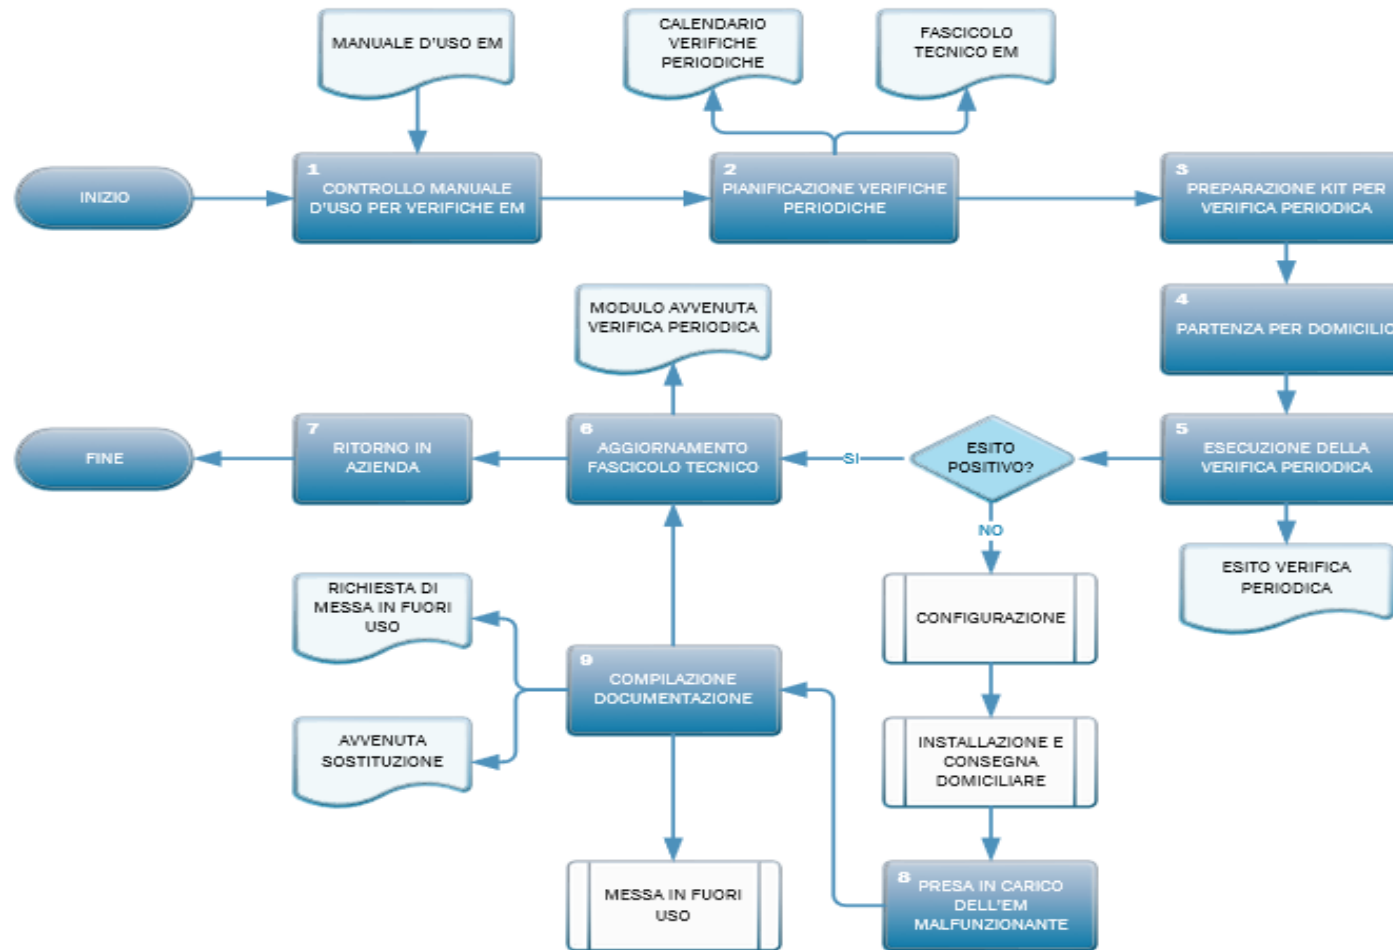 MANUALE D'USO EM
CALENDARIO
VERIFICHE
PERIODICHE
FASCICOLO
TECNICO EM
INIZIO
1
CONTROLLO MANUALE
D'USO PER VERIFICHE EM
2
PIANIFICAZIONE VERIFICHE
PERIODICHE
3
PREPARAZIONE KIT PER
VERIFICA PERIODICA
4
PARTENZA PER DOMICILIO
MODULO AVVENUTA
VERIFICA PERIODICA
FINE
7
RITORNO IN
AZIENDA
6
AGGIORNAMENTO
FASCICOLO TECNICO
SI
ESITO
POSITIVO?
5
ESECUZIONE DELLA
VERIFICA PERIODICA
NO
ESITO VERIFICA
PERIODICA
RICHIESTA DI
MESSA IN FUORI
USO
CONFIGURAZIONE
9
COMPILAZIONE
DOCUMENTAZIONE
AVVENUTA
SOSTITUZIONE
INSTALLAZIONE E
CONSEGNA
DOMICILIARE
MESSA IN FUORI
USO
8
PRESA IN CARICO
DELL'EM
MALFUNZIONANTE